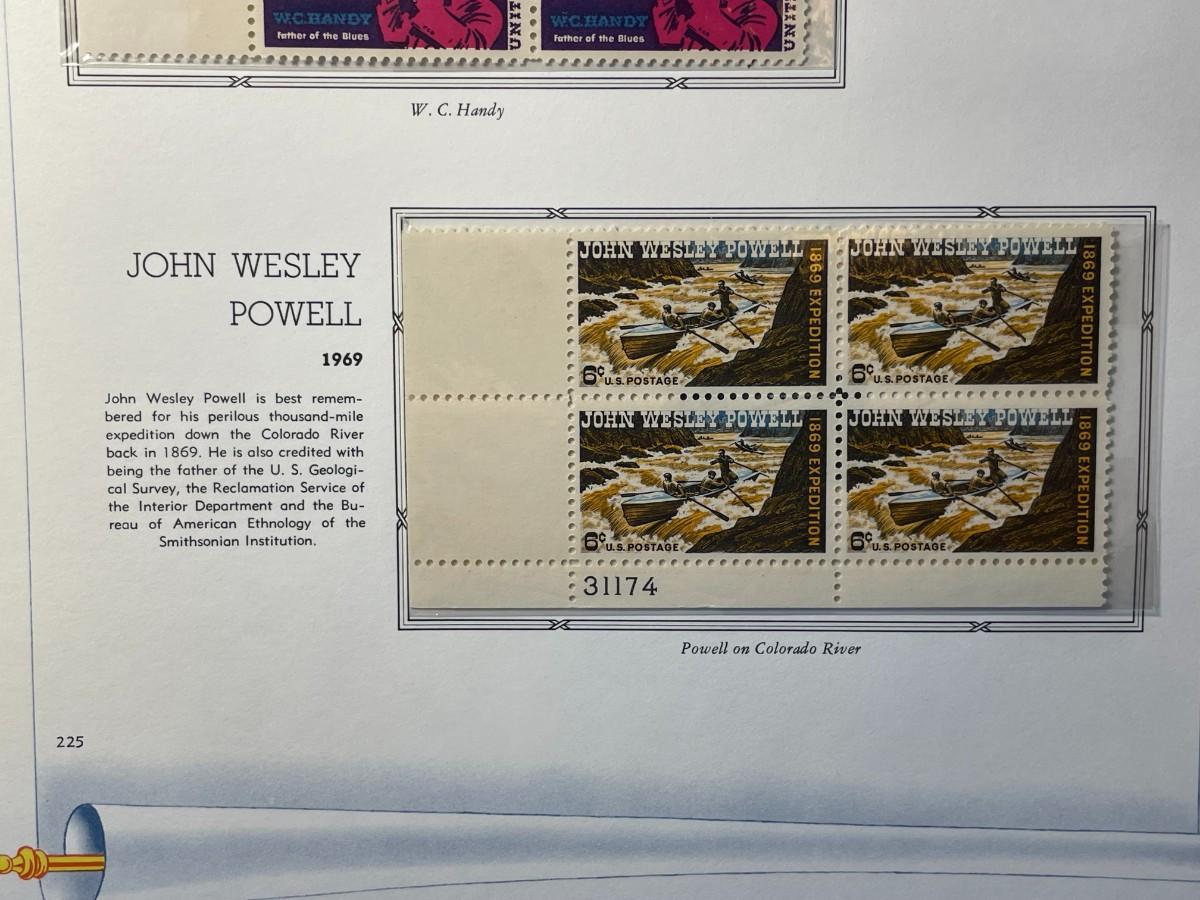 W.C.HANDY
Father of the Blues
UNIT
W.C.HANDY
Father of the Blues
UNI
W. C. Handy
JOHN WESLEY
POWELL
1969
John Wesley Powell is best remem-
bered for his perilous thousand-mile
expedition down the Colorado River
back in 1869. He is also credited with
being the father of the U. S. Geologi-
cal Survey, the Reclamation Service of
the Interior Department and the Bu-
reau of American Ethnology of the
Smithsonian Institution.
JOHN WESLEY POWELL
1869 EXPEDITION
6c U.S. POSTAGE
JOHN WESLEY POWELL
1869 EXPEDITION
6c U.S. POSTAGE
JOHN WESLEY POWELL
1869 EXPEDITION
6c U.S. POSTAGE
JOHN WESLEY POWELL
1869 EXPEDITION
6c U.S. POSTAGE
31174
Powell on Colorado River
225